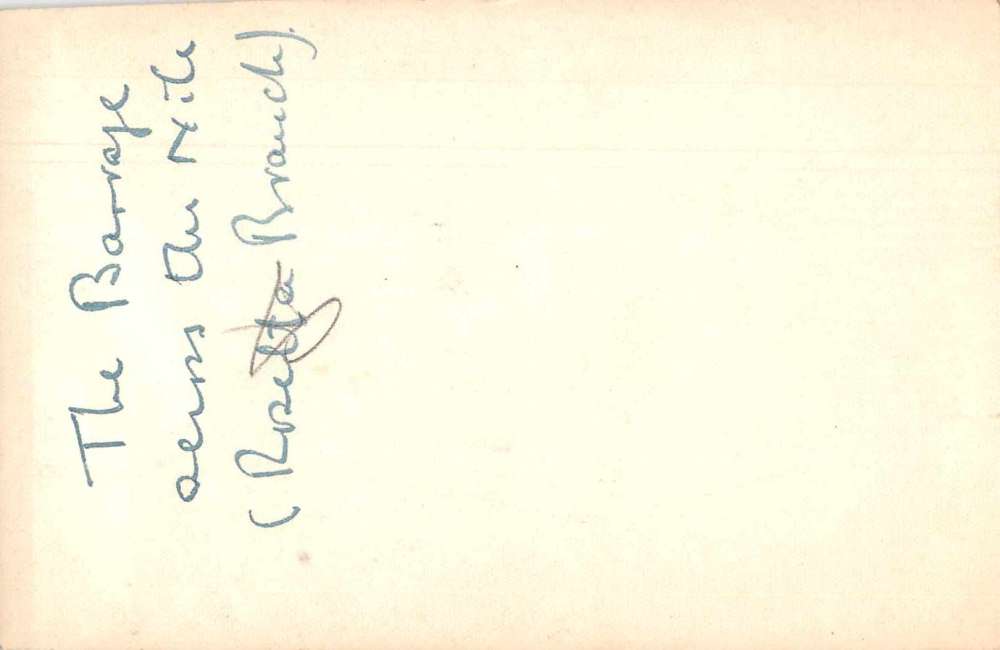 The Barrage
across the Nile
(Rosetta Branch).